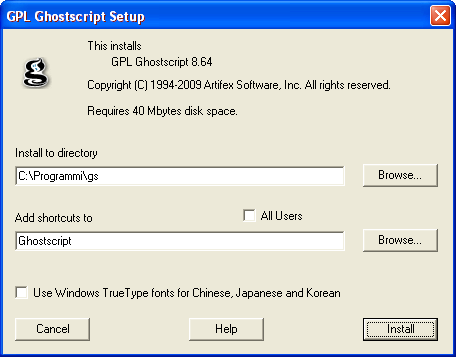 GPL Ghostscript Setup
This installs
GPL Ghostscript 8.64
Copyright (C) 1994-2009 Artifex Software, Inc. All rights reserved.
Requires 40 Mbytes disk space.
Install to directory
C:\Programmi\gs
Browse...
Add shortcuts to
All Users
Ghostscript
Browse...
Use Windows TrueType fonts for Chinese, Japanese and Korean
Cancel
Help
Install